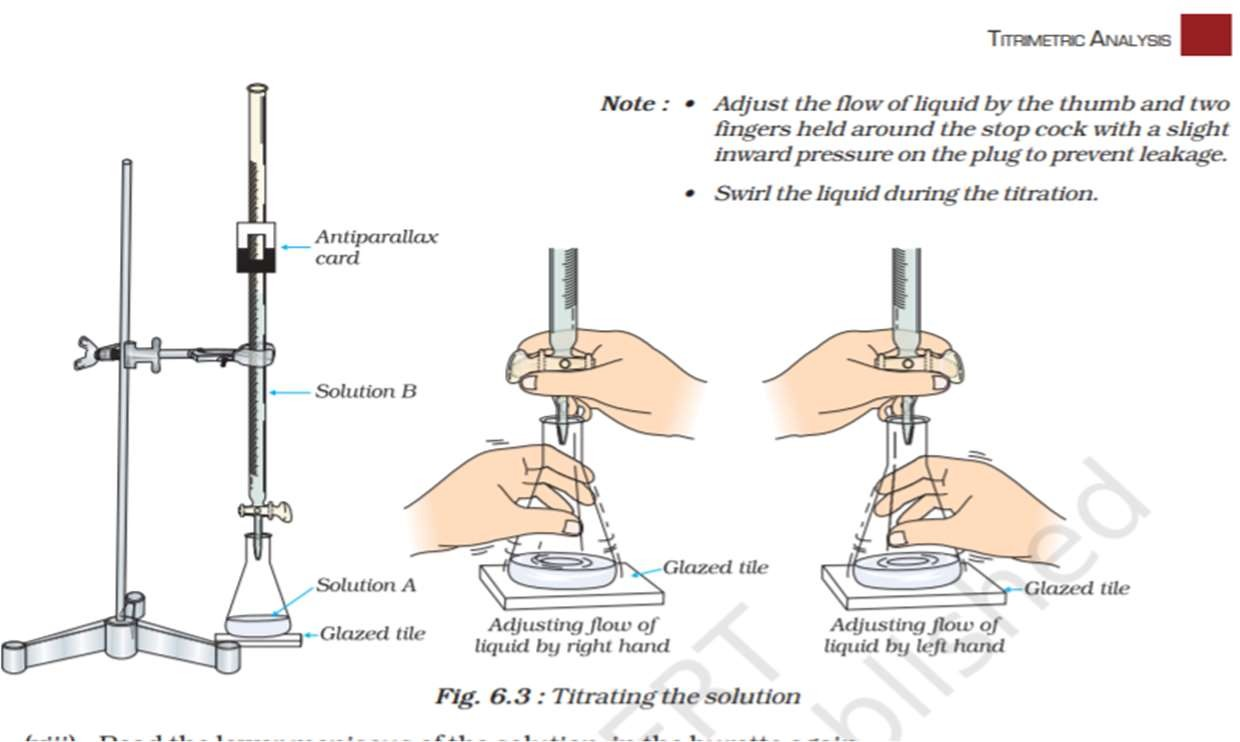 TITRIMETRIC ANALYSIS
Note : • Adjust the flow of liquid by the thumb and two
fingers held around the stop cock with a slight
inward pressure on the plug to prevent leakage.
• Swirl the liquid during the titration.
Antiparallax
card
Solution B
Solution A
Glazed tile
Glazed tile
Adjusting flow of
liquid by right hand
Glazed tile
Adjusting flow of
liquid by left hand
Fig. 6.3 : Titrating the solution